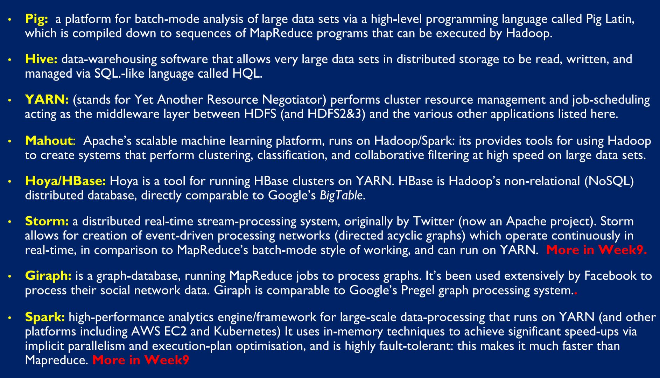 • Pig: a platform for batch-mode analysis of large data sets via a high-level programming language called Pig Latin,
which is compiled down to sequences of MapReduce programs that can be executed by Hadoop.
• Hive: data-warehousing software that allows very large data sets in distributed storage to be read, written, and
managed via SQL.-like language called HQL.
• YARN: (stands for Yet Another Resource Negotiator) performs cluster resource management and job-scheduling
acting as the middleware layer between HDFS (and HDFS2&3) and the various other applications listed here.
• Mahout: Apache's scalable machine learning platform, runs on Hadoop/Spark: its provides tools for using Hadoop
to create systems that perform clustering, classification, and collaborative filtering at high speed on large data sets.
• Hoya/HBase: Hoya is a tool for running HBase clusters on YARN. HBase is Hadoop's non-relational (NoSQL)
distributed database, directly comparable to Google's BigTable.
• Storm: a distributed real-time stream-processing system, originally by Twitter (now an Apache project). Storm
allows for creation of event-driven processing networks (directed acyclic graphs) which operate continuously in
real-time, in comparison to MapReduce's batch-mode style of working, and can run on YARN. More in Week9.
• Giraph: is a graph-database, running MapReduce jobs to process graphs. It's been used extensively by Facebook to
process their social network data. Giraph is comparable to Google's Pregel graph processing system..
• Spark: high-performance analytics engine/framework for large-scale data-processing that runs on YARN (and other
platforms including AWS EC2 and Kubernetes) It uses in-memory techniques to achieve significant speed-ups via
implicit parallelism and execution-plan optimisation, and is highly fault-tolerant: this makes it much faster than
Mapreduce. More in Week9